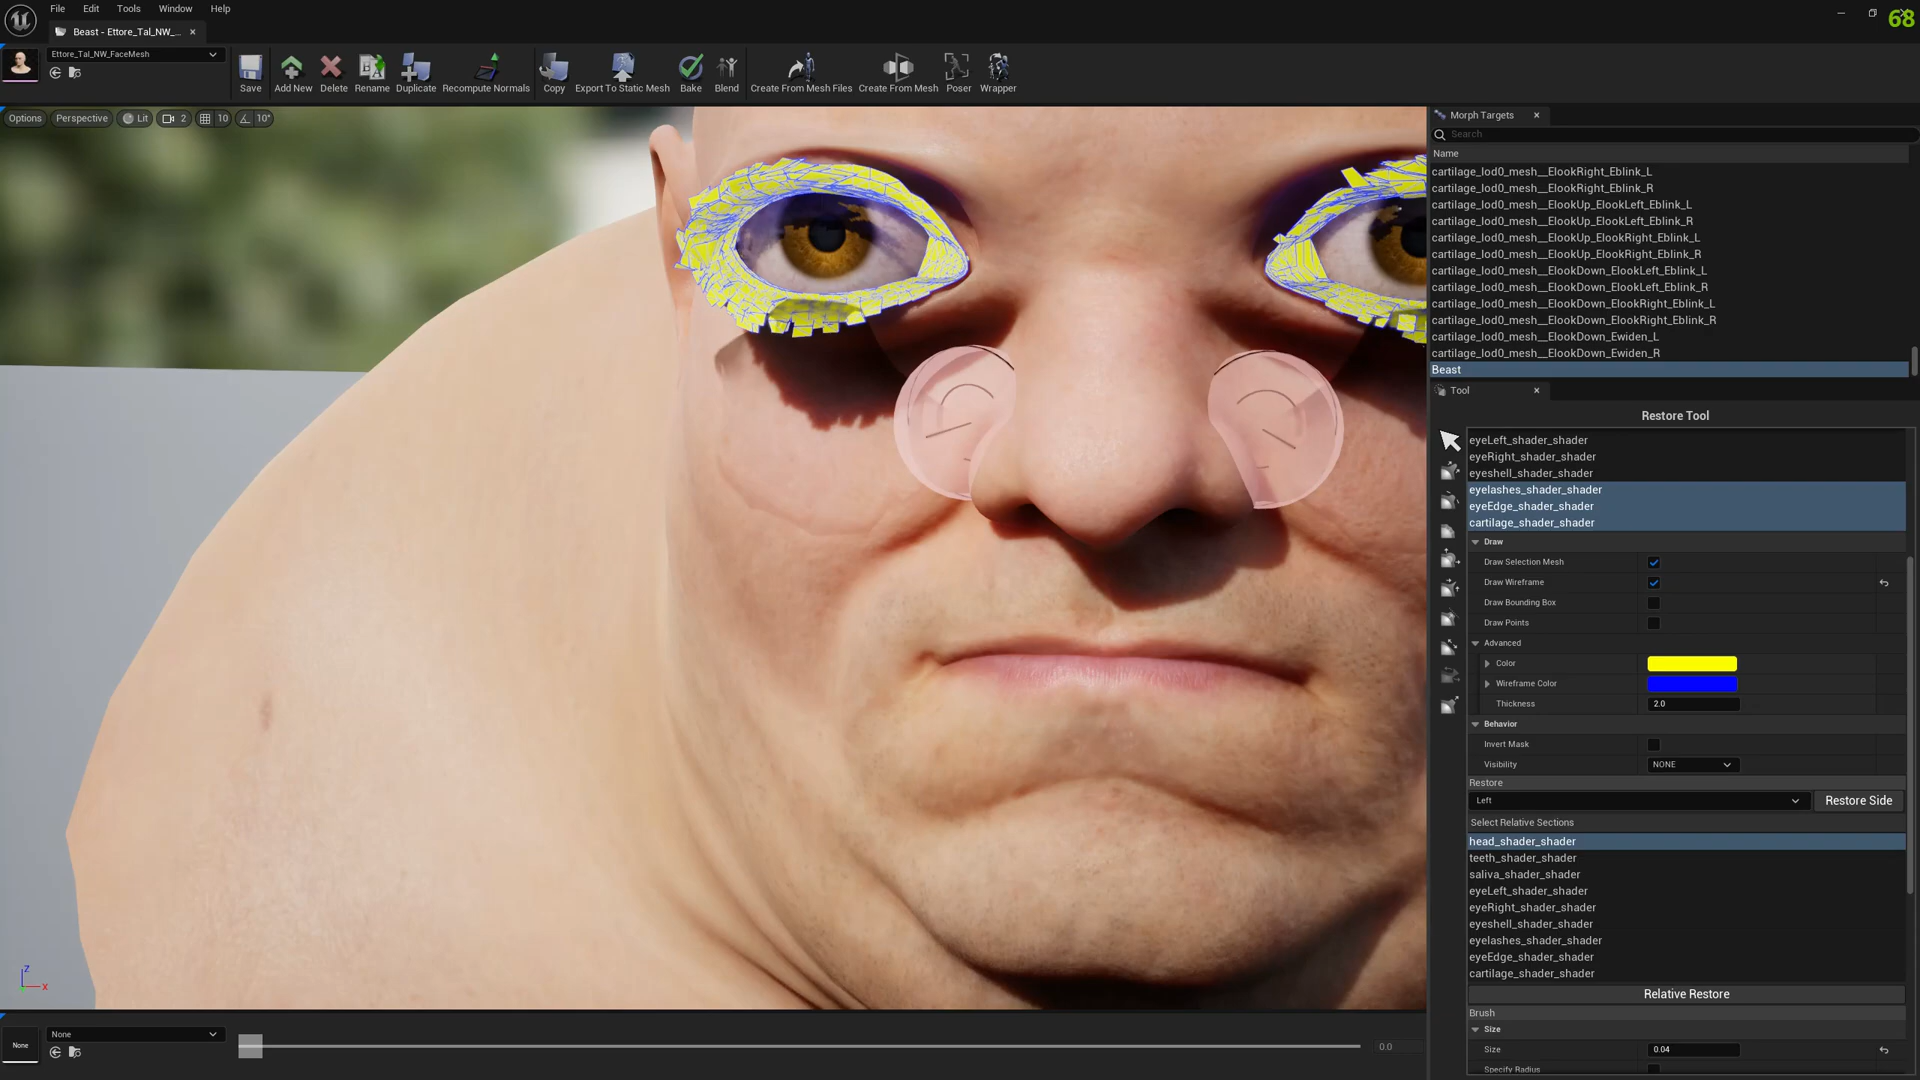 File Edit Tools Window Help
68
Beast - Ettore_Tal_NW_...
Ettore_Tal_NW_FaceMesh
Save Add New Delete Rename Duplicate Recompute Normals Copy Export To Static Mesh Bake Blend Create From Mesh Files Create From Mesh Poser Wrapper
Options Perspective Lit 2 10 10°
Morph Targets
Search
Name
cartilage_lod0_mesh__ElookRight_Eblink_L
cartilage_lod0_mesh__ElookRight_Eblink_R
cartilage_lod0_mesh__ElookUp_ElookLeft_Eblink_L
cartilage_lod0_mesh__ElookUp_ElookLeft_Eblink_R
cartilage_lod0_mesh__ElookUp_ElookRight_Eblink_L
cartilage_lod0_mesh__ElookUp_ElookRight_Eblink_R
cartilage_lod0_mesh__ElookDown_ElookLeft_Eblink_L
cartilage_lod0_mesh__ElookDown_ElookLeft_Eblink_R
cartilage_lod0_mesh__ElookDown_ElookRight_Eblink_L
cartilage_lod0_mesh__ElookDown_ElookRight_Eblink_R
cartilage_lod0_mesh__ElookDown_Ewiden_L
cartilage_lod0_mesh__ElookDown_Ewiden_R
Beast
Tool
Restore Tool
eyeLeft_shader_shader
eyeRight_shader_shader
eyeshell_shader_shader
eyelashes_shader_shader
eyeEdge_shader_shader
cartilage_shader_shader
Draw
Draw Selection Mesh
Draw Wireframe
Draw Bounding Box
Draw Points
Advanced
Color
Wireframe Color
Thickness 2.0
Behavior
Invert Mask
Visibility NONE
Restore
Left Restore Side
Select Relative Sections
head_shader_shader
teeth_shader_shader
saliva_shader_shader
eyeLeft_shader_shader
eyeRight_shader_shader
eyeshell_shader_shader
eyelashes_shader_shader
eyeEdge_shader_shader
cartilage_shader_shader
Relative Restore
Brush
Size
Size 0.04
Specify Radius
Z
X
None
None
0.0